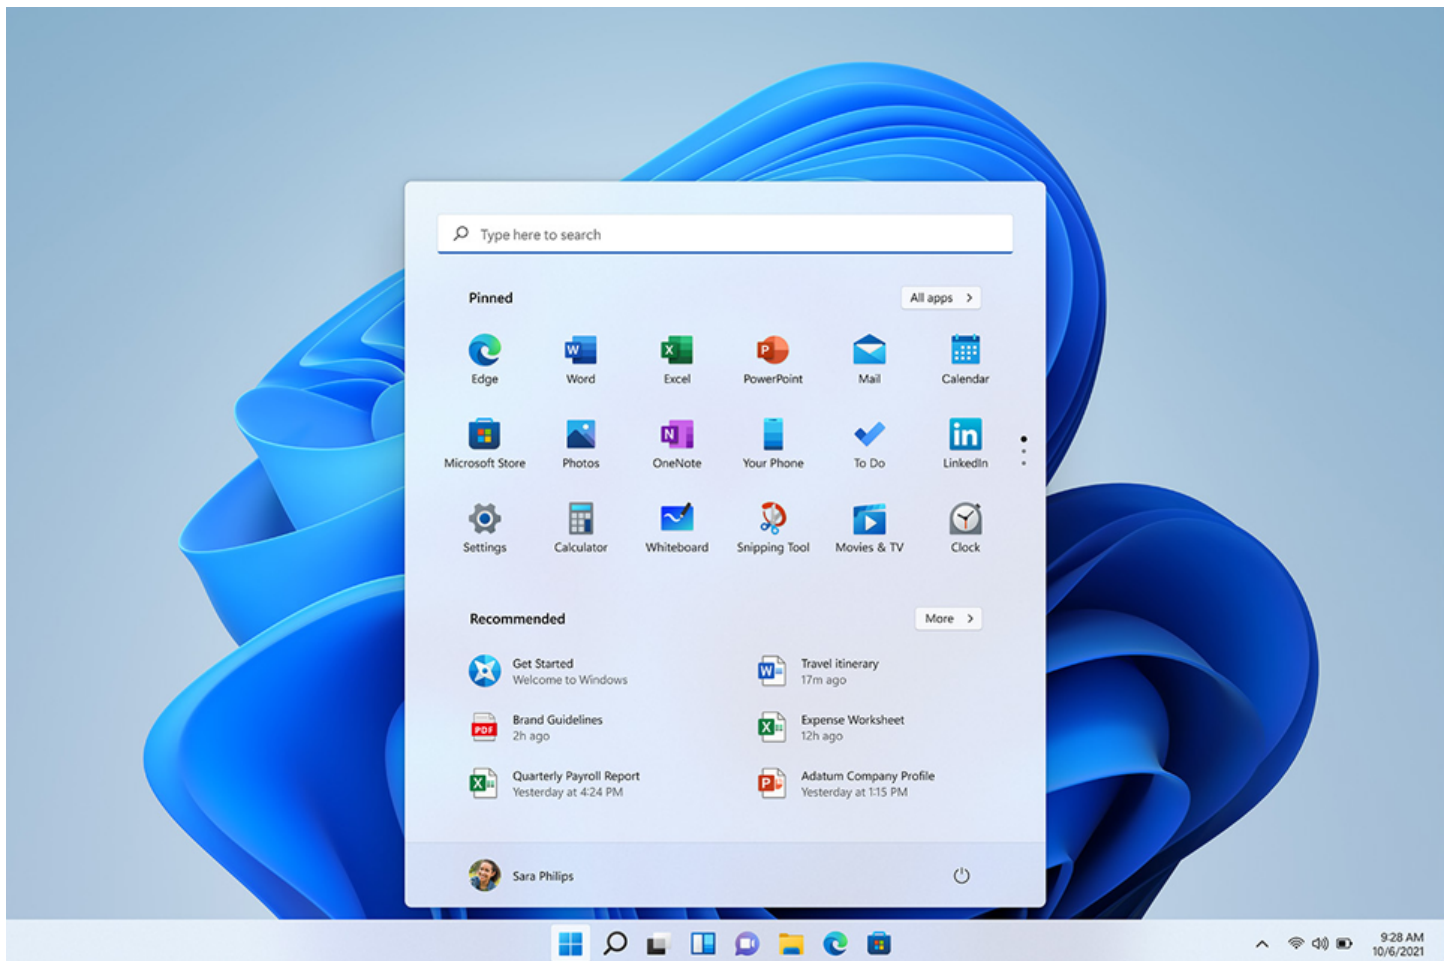 Type here to search
Pinned
All apps
Edge
Word
Excel
PowerPoint
Mail
Calendar
Microsoft Store
Photos
OneNote
Your Phone
To Do
LinkedIn
Settings
Calculator
Whiteboard
Snipping Tool
Movies & TV
Clock
Recommended
More
Get Started
Welcome to Windows
Travel itinerary
17m ago
Brand Guidelines
2h ago
Expense Worksheet
12h ago
Quarterly Payroll Report
Yesterday at 4:24 PM
Adatum Company Profile
Yesterday at 1:15 PM
Sara Philips
9:28 AM
10/6/2021